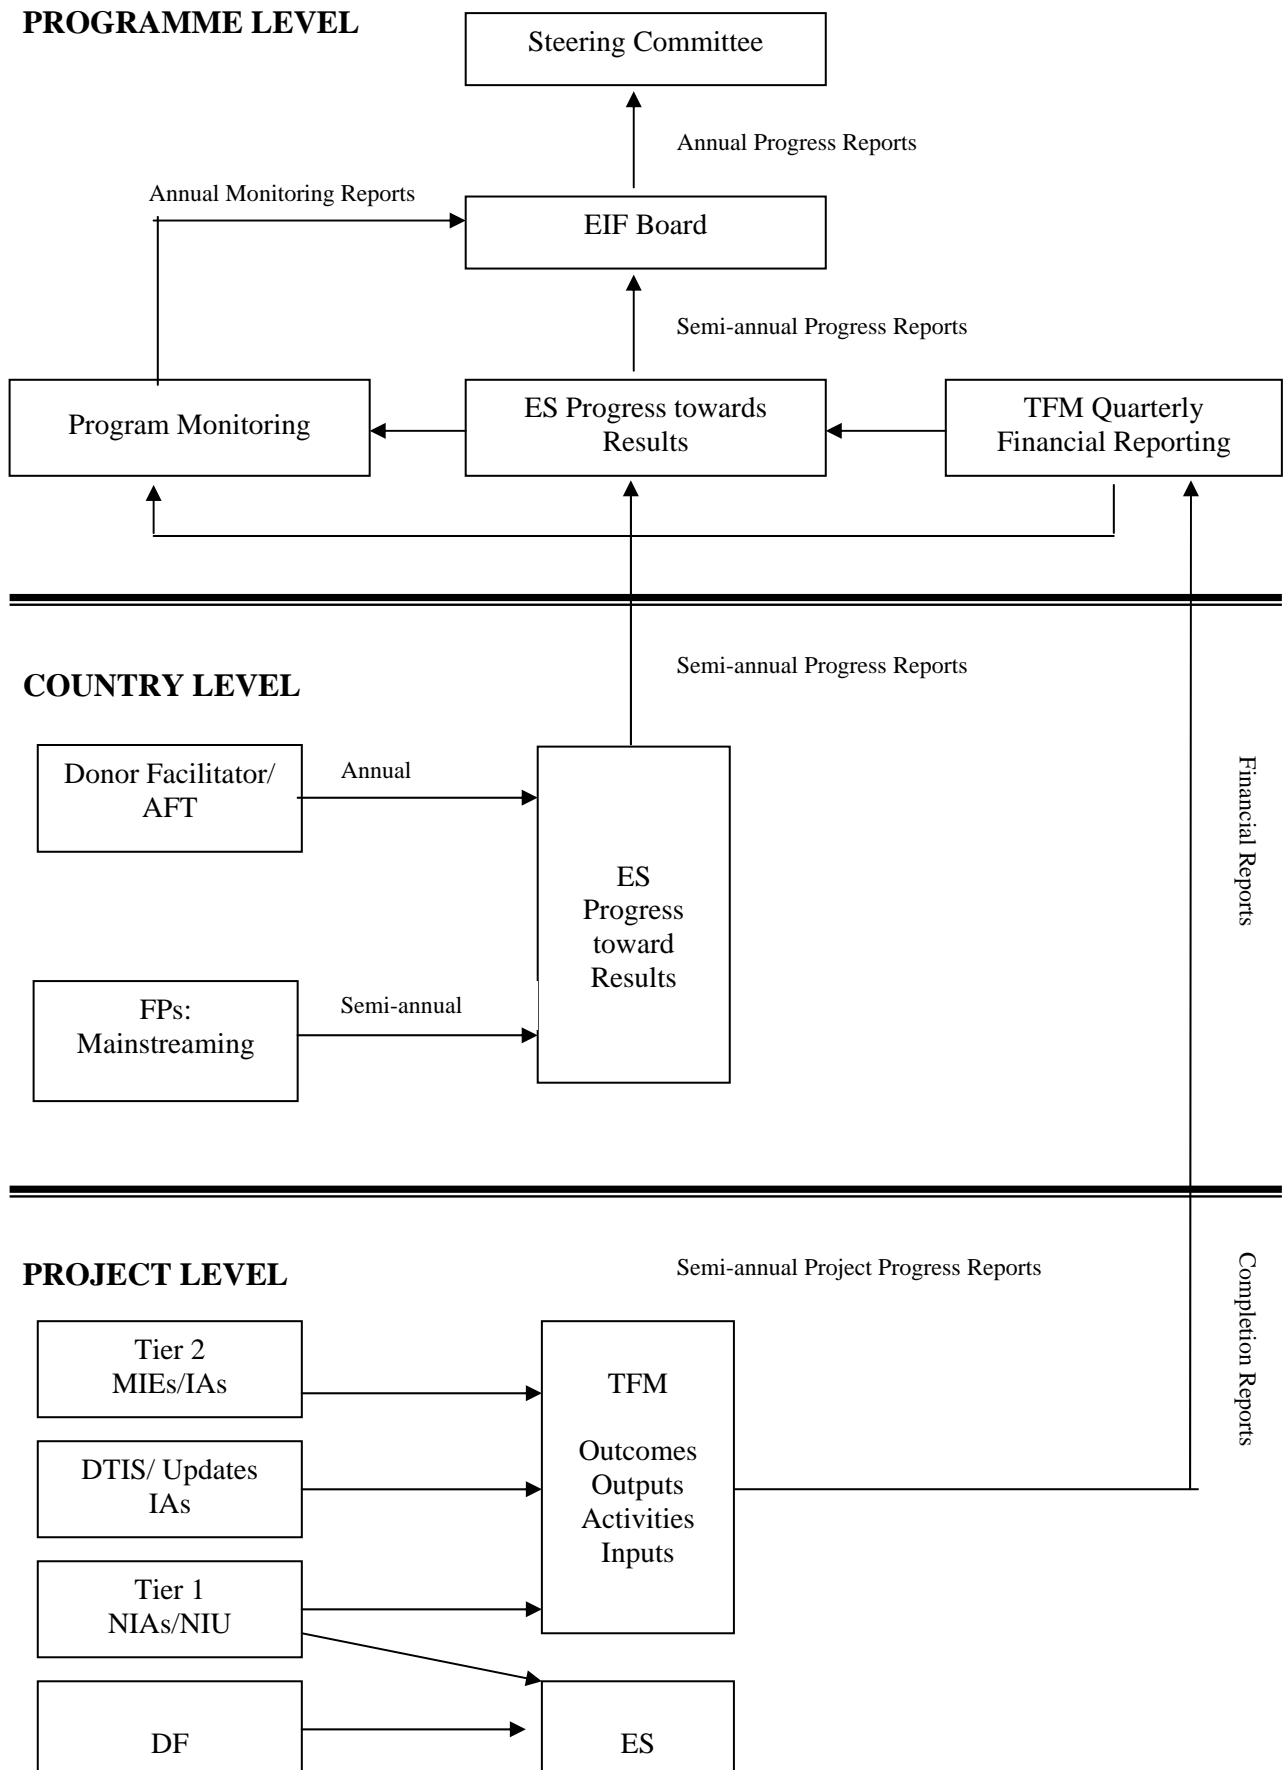 PROGRAMME LEVEL
Steering Committee
Annual Progress Reports
Annual Monitoring Reports
EIF Board
Semi-annual Progress Reports
Program Monitoring
ES Progress towards
Results
TFM Quarterly
Financial Reporting
Semi-annual Progress Reports
COUNTRY LEVEL
Donor Facilitator/
AFT
Annual
ES
Progress
toward
Results
Financial Reports
FPs:
Mainstreaming
Semi-annual
PROJECT LEVEL
Semi-annual Project Progress Reports
Completion Reports
Tier 2
MIEs/IAs
DTIS/ Updates
IAs
Tier 1
NIAs/NIU
TFM
Outcomes
Outputs
Activities
Inputs
DF
ES